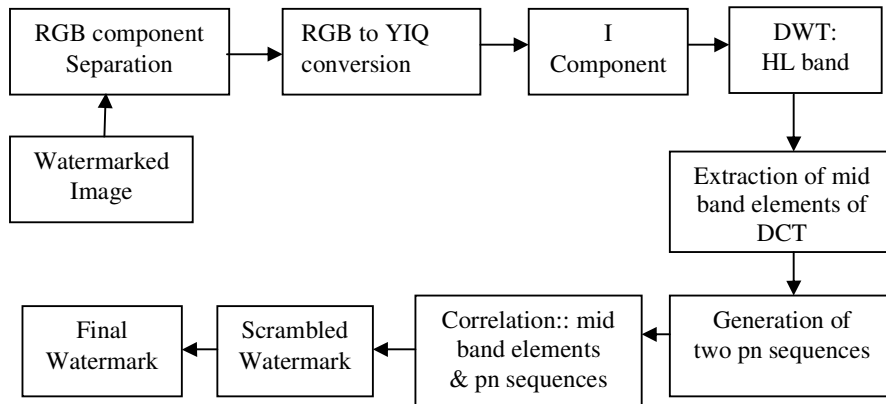 RGB component
Separation
RGB to YIQ
conversion
I
Component
DWT:
HL band
Watermarked
Image
Extraction of mid
band elements of
DCT
Generation of
two pn sequences
Correlation:: mid
band elements
& pn sequences
Scrambled
Watermark
Final
Watermark